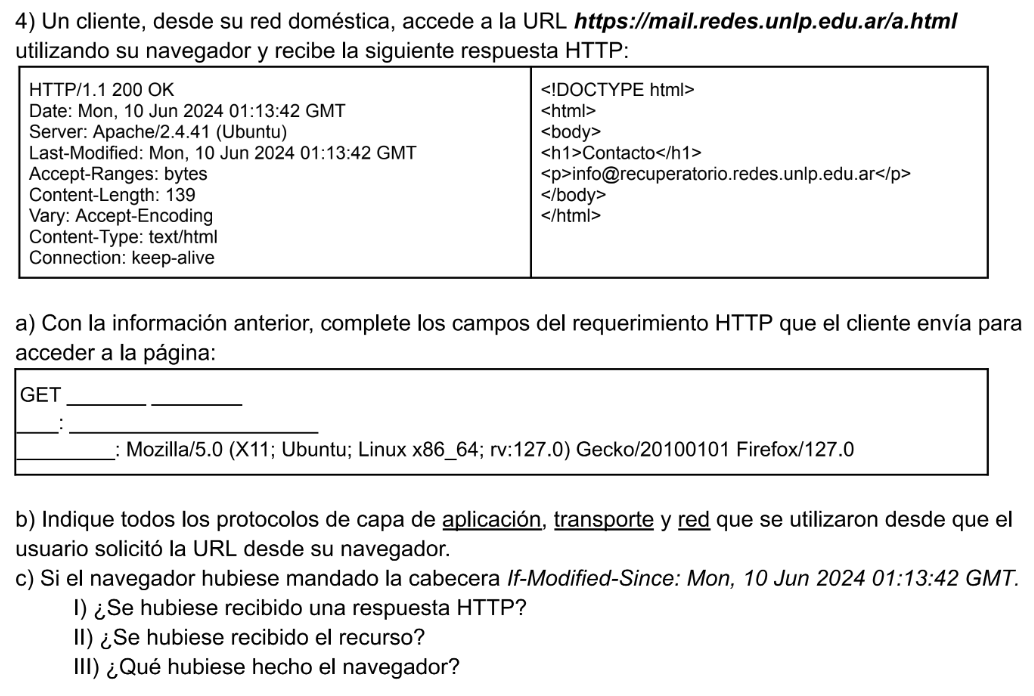 4) Un cliente, desde su red doméstica, accede a la URL https://mail.redes.unlp.edu.ar/a.html
utilizando su navegador y recibe la siguiente respuesta HTTP:
HTTP/1.1 200 OK
Date: Mon, 10 Jun 2024 01:13:42 GMT
Server: Apache/2.4.41 (Ubuntu)
Last-Modified: Mon, 10 Jun 2024 01:13:42 GMT
Accept-Ranges: bytes
Content-Length: 139
Vary: Accept-Encoding
Content-Type: text/html
Connection: keep-alive
<!DOCTYPE html>
<html>
<body>
<h1>Contacto</h1>
<p>info@recuperatorio.redes.unlp.edu.ar</p>
</body>
</html>
a) Con la información anterior, complete los campos del requerimiento HTTP que el cliente envía para
acceder a la página:
GET _______ ________
____: ______________________
_________: Mozilla/5.0 (X11; Ubuntu; Linux x86_64; rv:127.0) Gecko/20100101 Firefox/127.0
b) Indique todos los protocolos de capa de aplicación, transporte y red que se utilizaron desde que el
usuario solicitó la URL desde su navegador.
c) Si el navegador hubiese mandado la cabecera If-Modified-Since: Mon, 10 Jun 2024 01:13:42 GMT.
I) ¿Se hubiese recibido una respuesta HTTP?
II) ¿Se hubiese recibido el recurso?
III) ¿Qué hubiese hecho el navegador?